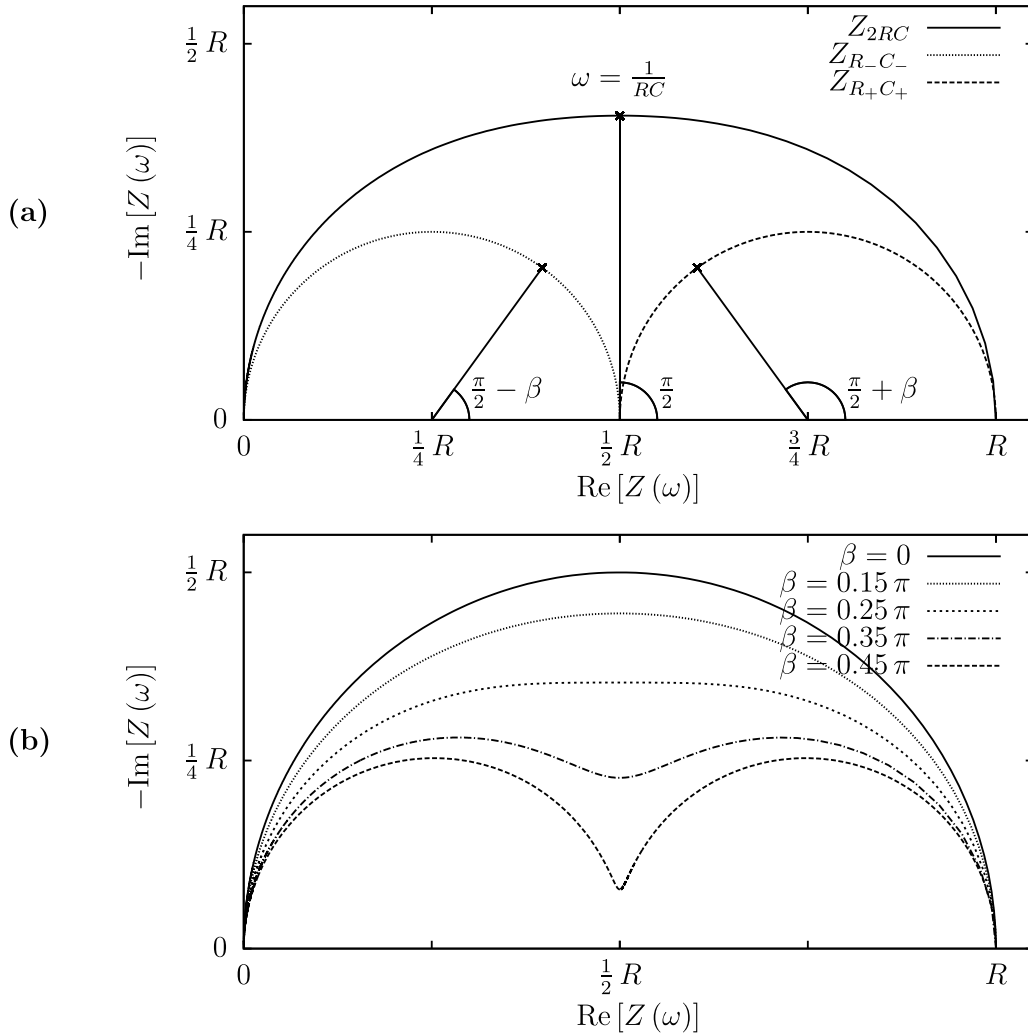 ½ R
Z_{2RC}
Z_{R_−C_−}
ω = 1/RC
Z_{R_+C_+}
(a)
−Im [Z (ω)]
¼ R
π/2 − β
π/2
π/2 + β
0
0
¼ R
½ R
¾ R
R
Re [Z (ω)]
β = 0
½ R
β = 0.15 π
β = 0.25 π
β = 0.35 π
β = 0.45 π
(b)
−Im [Z (ω)]
¼ R
0
0
½ R
R
Re [Z (ω)]